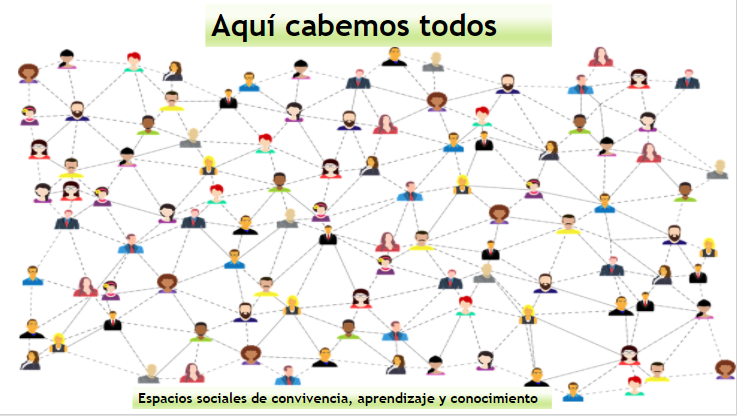 Aquí cabemos todos
Espacios sociales de convivencia, aprendizaje y conocimiento